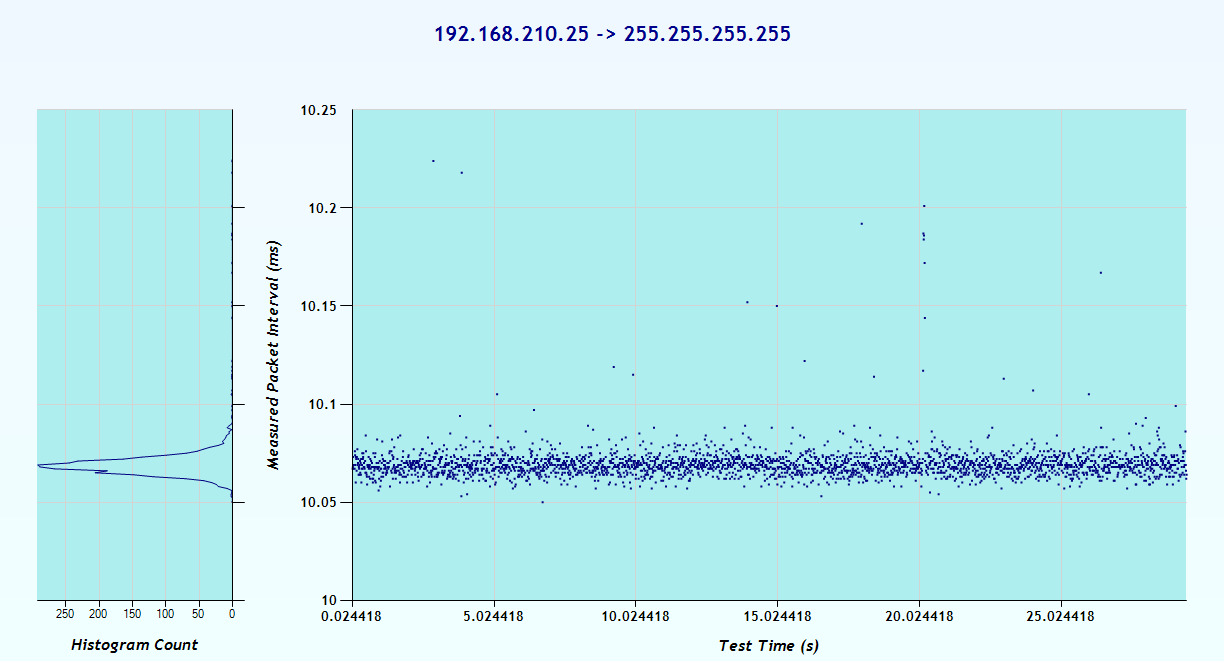 192.168.210.25 -> 255.255.255.255
10.25
10.2
10.15
10.1
10.05
10
Measured Packet Interval (ms)
250 200 150 100 50 0
0.024418 5.024418 10.024418 15.024418 20.024418 25.024418
Histogram Count
Test Time (s)